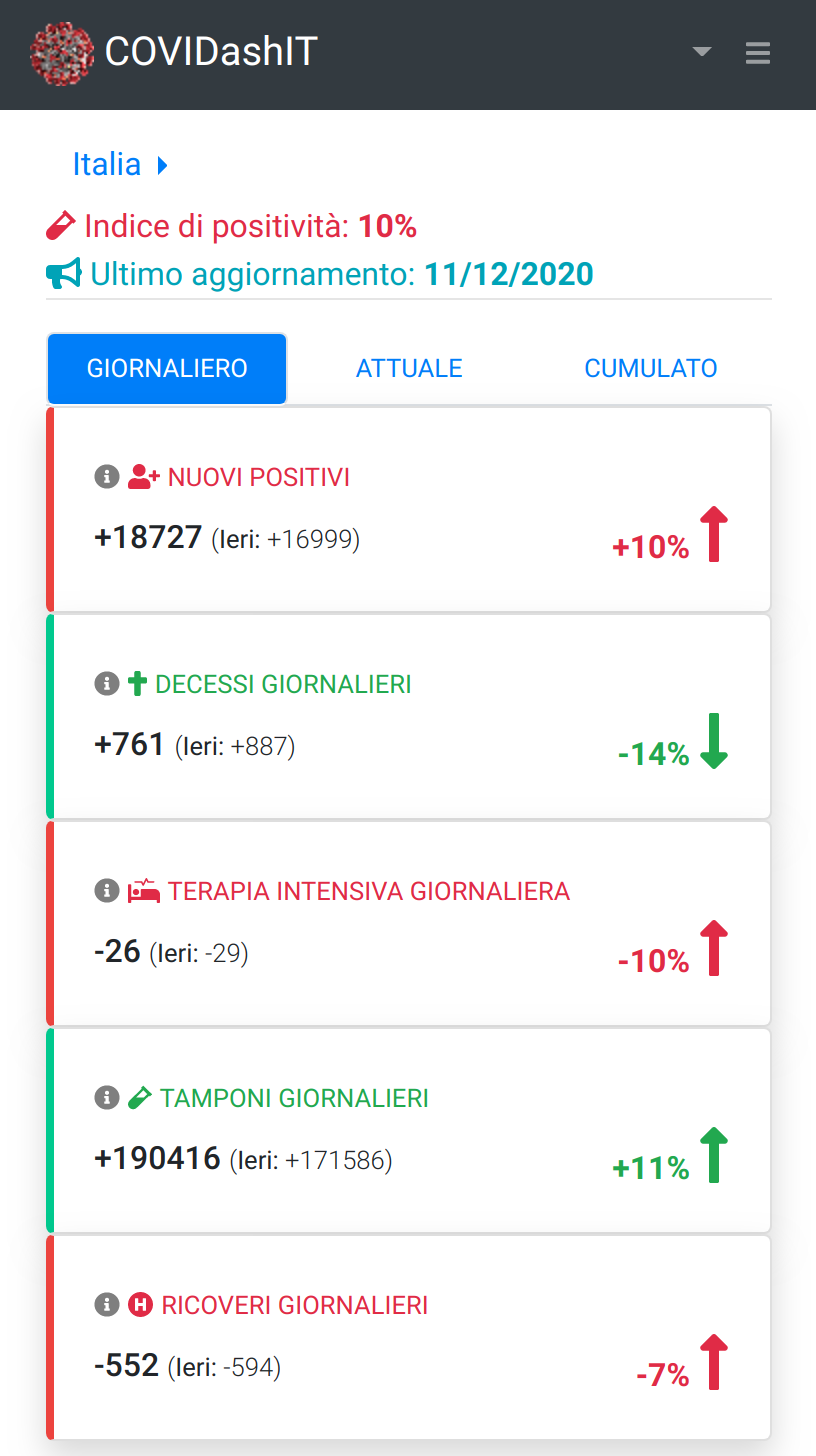 COVIDashIT
Italia
Indice di positività: 10%
Ultimo aggiornamento: 11/12/2020
GIORNALIERO ATTUALE CUMULATO
NUOVI POSITIVI
+18727 (Ieri: +16999) +10%
DECESSI GIORNALIERI
+761 (Ieri: +887) -14%
TERAPIA INTENSIVA GIORNALIERA
-26 (Ieri: -29) -10%
TAMPONI GIORNALIERI
+190416 (Ieri: +171586) +11%
H RICOVERI GIORNALIERI
-552 (Ieri: -594) -7%